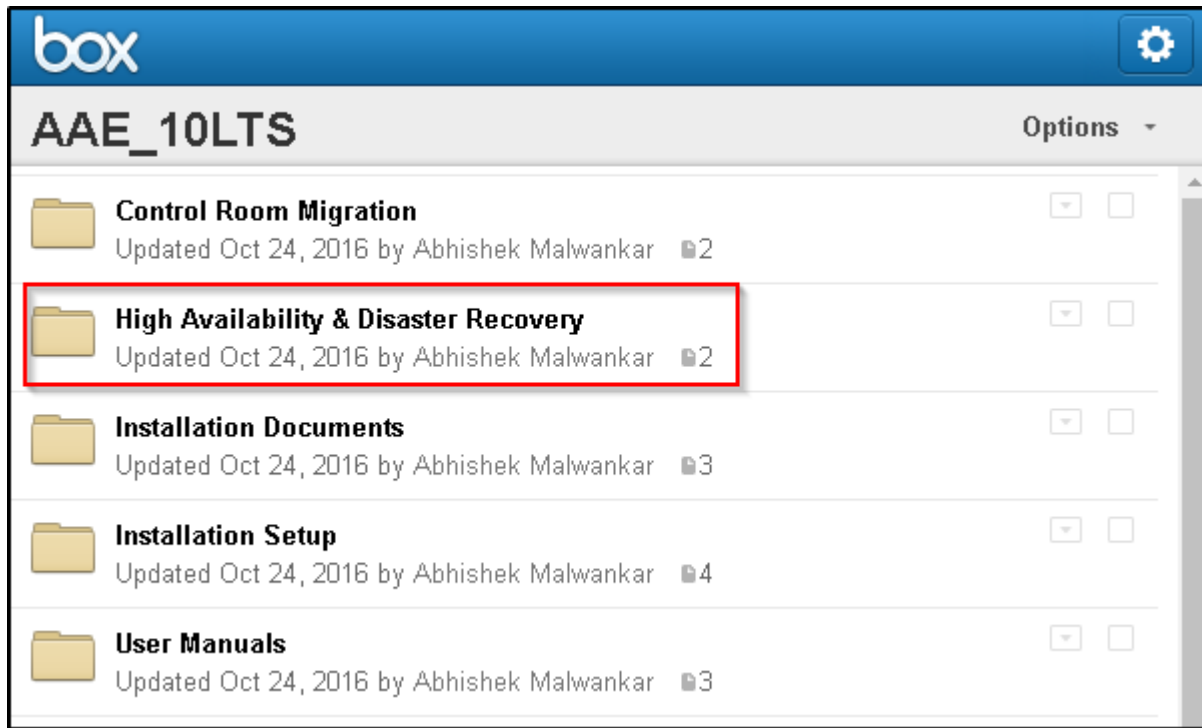 box
AAE_10LTS
Options
Control Room Migration
Updated Oct 24, 2016 by Abhishek Malwankar 2
High Availability & Disaster Recovery
Updated Oct 24, 2016 by Abhishek Malwankar 2
Installation Documents
Updated Oct 24, 2016 by Abhishek Malwankar 3
Installation Setup
Updated Oct 24, 2016 by Abhishek Malwankar 4
User Manuals
Updated Oct 24, 2016 by Abhishek Malwankar 3